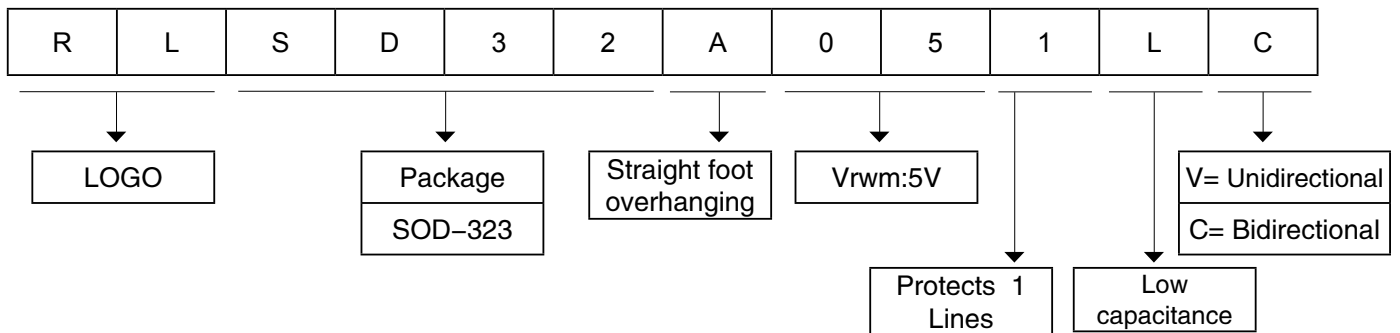 R L S D 3 2 A 0 5 1 L C
LOGO
Package
SOD−323
Straight foot
overhanging
Vrwm:5V
V= Unidirectional
C= Bidirectional
Protects 1
Lines
Low
capacitance